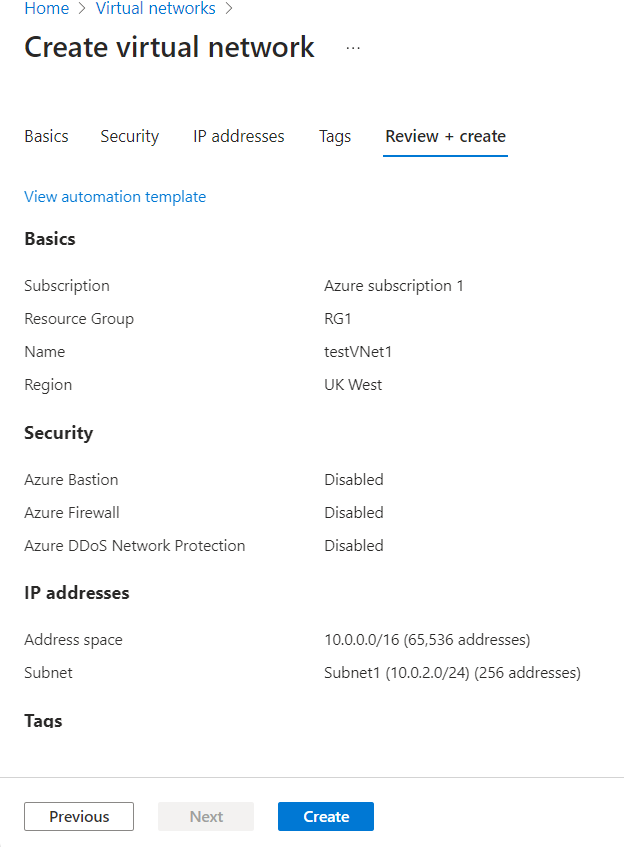 Home > Virtual networks >
Create virtual network ...
Basics Security IP addresses Tags Review + create
View automation template
Basics
Subscription Azure subscription 1
Resource Group RG1
Name testVNet1
Region UK West
Security
Azure Bastion Disabled
Azure Firewall Disabled
Azure DDoS Network Protection Disabled
IP addresses
Address space 10.0.0.0/16 (65,536 addresses)
Subnet Subnet1 (10.0.2.0/24) (256 addresses)
Tags
Previous Next Create